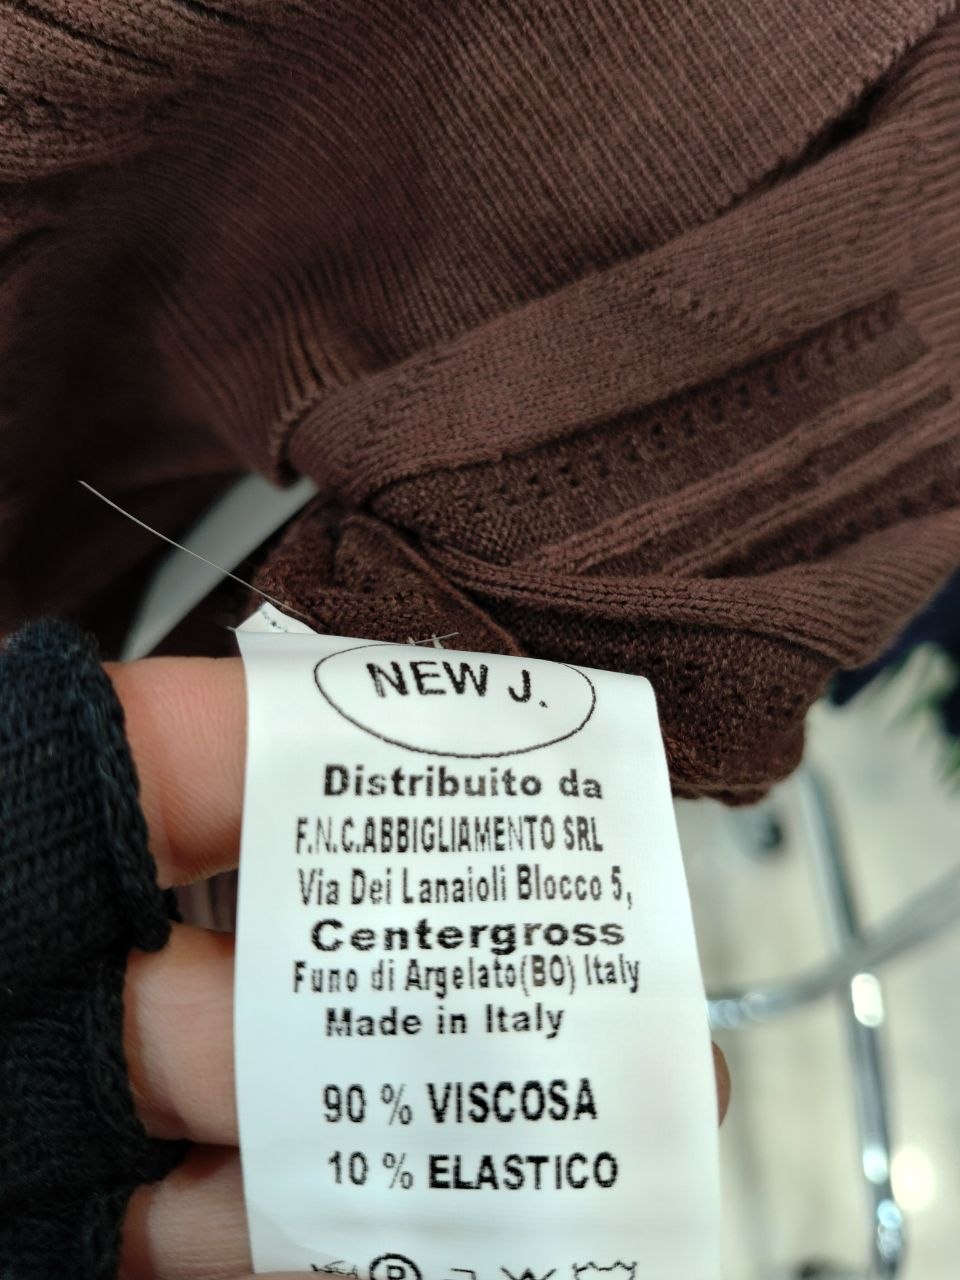 NEW J.
Distribuito da
F.N.C.ABBIGLIAMENTO SRL
Via Dei Lanaioli Blocco 5,
Centergross
Funo di Argelato(BO) Italy
Made in Italy
90 % VISCOSA
10 % ELASTICO
P